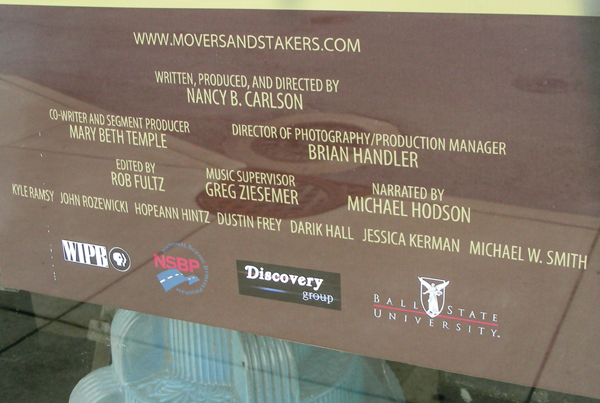 WWW.MOVERSANDSTAKERS.COM
WRITTEN, PRODUCED, AND DIRECTED BY
NANCY B. CARLSON
CO-WRITER AND SEGMENT PRODUCER
MARY BETH TEMPLE
DIRECTOR OF PHOTOGRAPHY/PRODUCTION MANAGER
BRIAN HANDLER
EDITED BY
ROB FULTZ
MUSIC SUPERVISOR
GREG ZIESEMER
NARRATED BY
MICHAEL HODSON
KYLE RAMSY JOHN ROZEWICKI HOPEANN HINTZ DUSTIN FREY DARIK HALL JESSICA KERMAN MICHAEL W. SMITH
WIPB
NSBP
Discovery
group
BALL STATE
UNIVERSITY